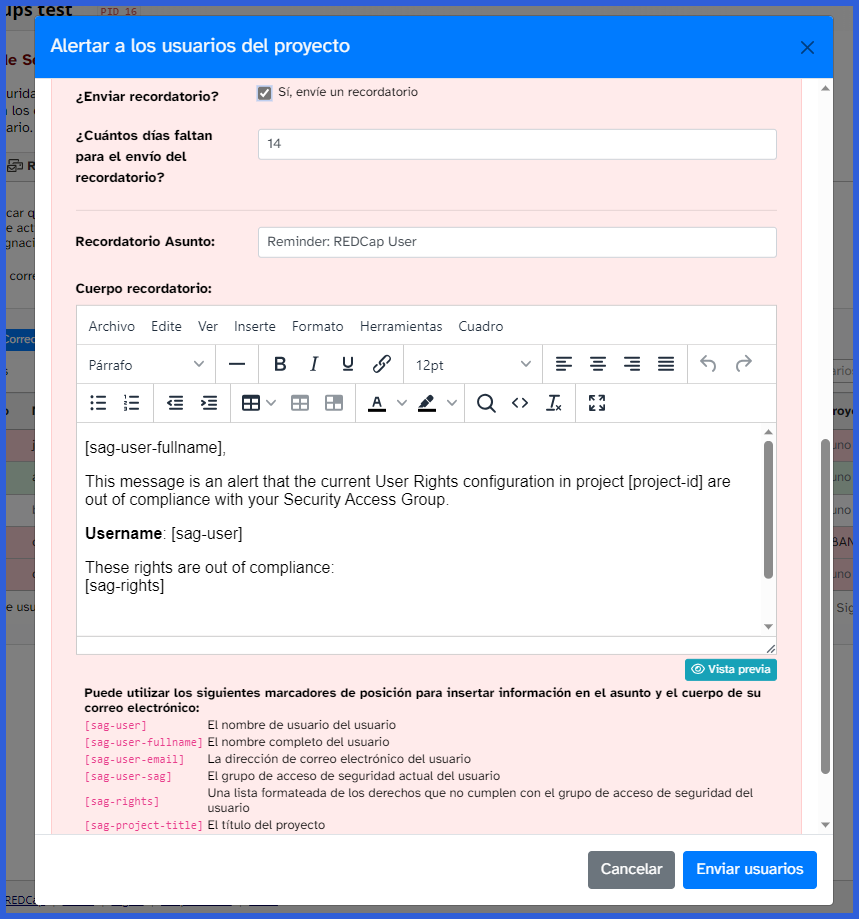 ups test PID 16
Alertar a los usuarios del proyecto
¿Enviar recordatorio?
Sí, envíe un recordatorio
¿Cuántos días faltan
para el envío del
recordatorio?
14
Recordatorio Asunto:
Reminder: REDCap User
Cuerpo recordatorio:
Archivo Edite Ver Inserte Formato Herramientas Cuadro
Párrafo B I U 12pt
[sag-user-fullname],
This message is an alert that the current User Rights configuration in project [project-id] are
out of compliance with your Security Access Group.
Username: [sag-user]
These rights are out of compliance:
[sag-rights]
Vista previa
Puede utilizar los siguientes marcadores de posición para insertar información en el asunto y el cuerpo de su
correo electrónico:
[sag-user] El nombre de usuario del usuario
[sag-user-fullname] El nombre completo del usuario
[sag-user-email] La dirección de correo electrónico del usuario
[sag-user-sag] El grupo de acceso de seguridad actual del usuario
[sag-rights] Una lista formateada de los derechos que no cumplen con el grupo de acceso de seguridad del
usuario
[sag-project-title] El título del proyecto
Cancelar Enviar usuarios